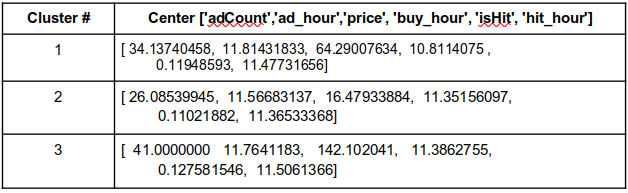 Cluster # Center ['adCount','ad_hour','price', 'buy_hour', 'isHit', 'hit_hour']
1 [ 34.13740458, 11.81431833, 64.29007634, 10.8114075 ,
0.11948593, 11.47731656]
2 [ 26.08539945, 11.56683137, 16.47933884, 11.35156097,
0.11021882, 11.36533368]
3 [ 41.0000000 11.7641183, 142.102041, 11.3862755,
0.127581546, 11.5061366]